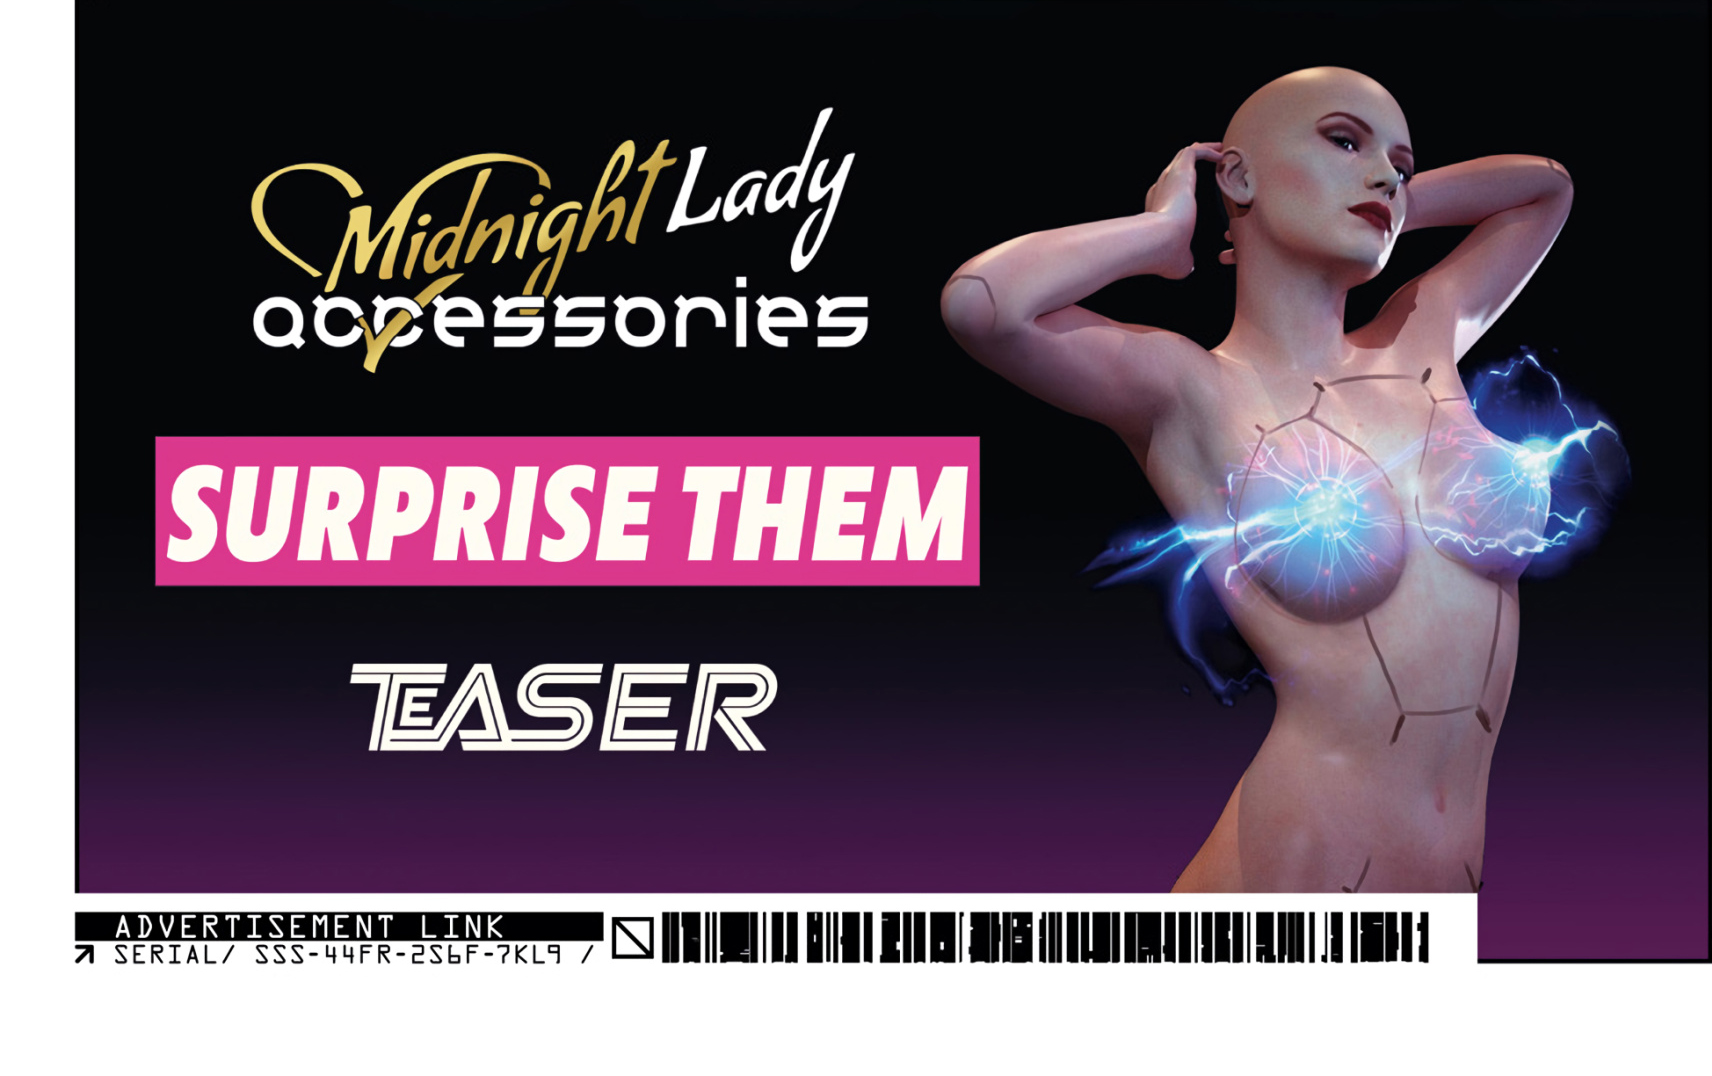 Midnight Lady
accessories
SURPRISE THEM
TEASER
ADVERTISEMENT LINK
SERIAL/ SSS-44FR-2S6F-7KL9 /